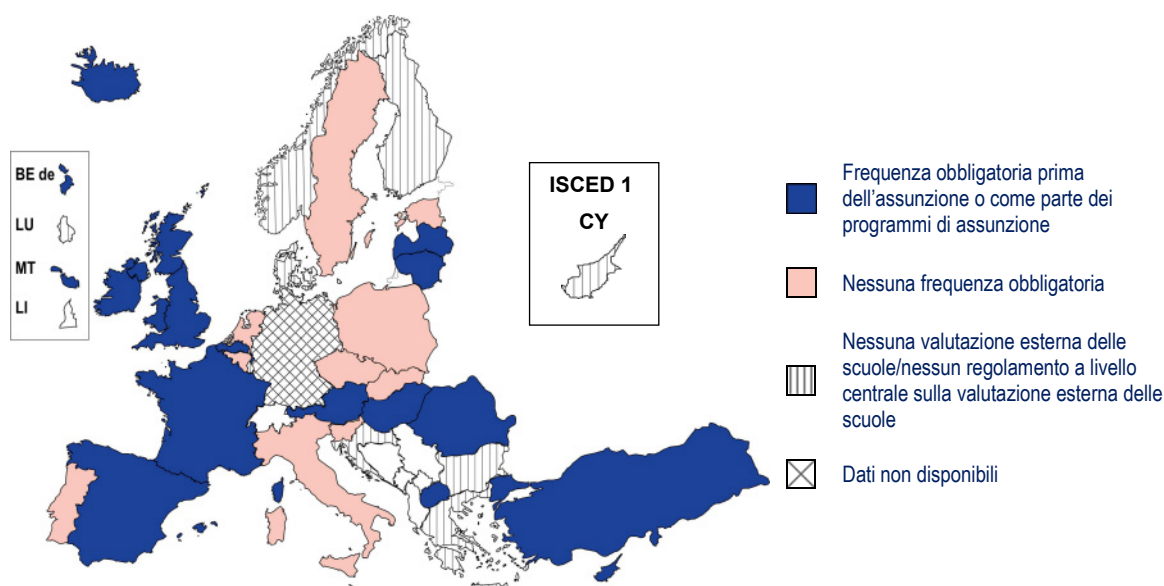 BE de
LU
MT
LI
ISCED 1
CY
Frequenza obbligatoria prima
dell'assunzione o come parte dei
programmi di assunzione
Nessuna frequenza obbligatoria
Nessuna valutazione esterna delle
scuole/nessun regolamento a livello
centrale sulla valutazione esterna delle
scuole
Dati non disponibili